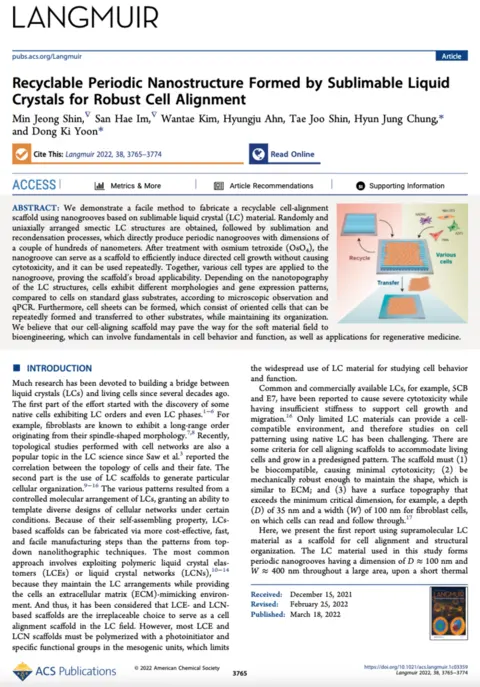 LANGMUIR
pubs.acs.org/Langmuir
Article
Recyclable Periodic Nanostructure Formed by Sublimable Liquid
Crystals for Robust Cell Alignment
Min Jeong Shin,∇ San Hae Im,∇ Wantae Kim, Hyungju Ahn, Tae Joo Shin, Hyun Jung Chung,*
and Dong Ki Yoon*
Cite This: Langmuir 2022, 38, 3765−3774
Read Online
ACCESS
Metrics & More
Article Recommendations
Supporting Information
ABSTRACT: We demonstrate a facile method to fabricate a recyclable cell-alignment
scaffold using nanogrooves based on sublimable liquid crystal (LC) material. Randomly and
uniaxially arranged smectic LC structures are obtained, followed by sublimation and
recondensation processes, which directly produce periodic nanogrooves with dimensions of
a couple of hundreds of nanometers. After treatment with osmium tetroxide (OsO₄), the
nanogroove can serve as a scaffold to efficiently induce directed cell growth without causing
cytotoxicity, and it can be used repeatedly. Together, various cell types are applied to the
nanogroove, proving the scaffold's broad applicability. Depending on the nanotopography
of the LC structures, cells exhibit different morphologies and gene expression patterns,
compared to cells on standard glass substrates, according to microscopic observation and
qPCR. Furthermore, cell sheets can be formed, which consist of oriented cells that can be
repeatedly formed and transferred to other substrates, while maintaining its organization.
We believe that our cell-aligning scaffold may pave the way for the soft material field to
bioengineering, which can involve fundamentals in cell behavior and function, as well as applications for regenerative medicine.
Recycle
Various
cells
Transfer
■ INTRODUCTION
Much research has been devoted to building a bridge between
liquid crystals (LCs) and living cells since several decades ago.
The first part of the effort started with the discovery of some
native cells exhibiting LC orders and even LC phases.¹⁻⁶ For
example, fibroblasts are known to exhibit a long-range order
originating from their spindle-shaped morphology.⁷,⁸ Recently,
topological studies performed with cell networks are also a
popular topic in the LC science since Saw et al.³ reported the
correlation between the topology of cells and their fate. The
second part is the use of LC scaffolds to generate particular
cellular organization.⁹⁻¹⁶ The various patterns resulted from a
controlled molecular arrangement of LCs, granting an ability to
template diverse designs of cellular networks under certain
conditions. Because of their self-assembling property, LCs-
based scaffolds can be fabricated via more cost-effective, fast,
and facile manufacturing steps than the patterns from top-
down nanolithographic techniques. The most common
approach involves exploiting polymeric liquid crystal elas-
tomers (LCEs) or liquid crystal networks (LCNs),¹⁰⁻¹⁴
because they maintain the LC arrangements while providing
the cells an extracellular matrix (ECM)-mimicking environ-
ment. And thus, it has been considered that LCE- and LCN-
based scaffolds are the irreplaceable choice to serve as a cell
alignment scaffold in the LC field. However, most LCE and
LCN scaffolds must be polymerized with a photoinitiator and
specific functional groups in the mesogenic units, which limits
the widespread use of LC material for studying cell behavior
and function.
Common and commercially available LCs, for example, 5CB
and E7, have been reported to cause severe cytotoxicity while
having insufficient stiffness to support cell growth and
migration.¹⁶ Only limited LC materials can provide a cell-
compatible environment, and therefore studies on cell
patterning using native LC has been challenging. There are
some criteria for cell aligning scaffolds to accommodate living
cells and grow in a predesigned pattern. The scaffold must (1)
be biocompatible, causing minimal cytotoxicity; (2) be
mechanically robust enough to maintain the shape, which is
similar to ECM; and (3) have a surface topography that
exceeds the minimum critical dimension, for example, a depth
(D) of 35 nm and a width (W) of 100 nm for fibroblast cells,
on which cells can read and follow through.¹⁷
Here, we present the first report using supramolecular LC
material as a scaffold for cell alignment and structural
organization. The LC material used in this study forms
periodic nanogrooves having a dimension of D ≈ 100 nm and
W ≈ 400 nm throughout a large area, upon a short thermal
Received: December 15, 2021
Revised: February 25, 2022
Published: March 18, 2022
ACS Publications
© 2022 American Chemical Society
3765
https://doi.org/10.1021/acs.langmuir.1c03359
Langmuir 2022, 38, 3765−3774